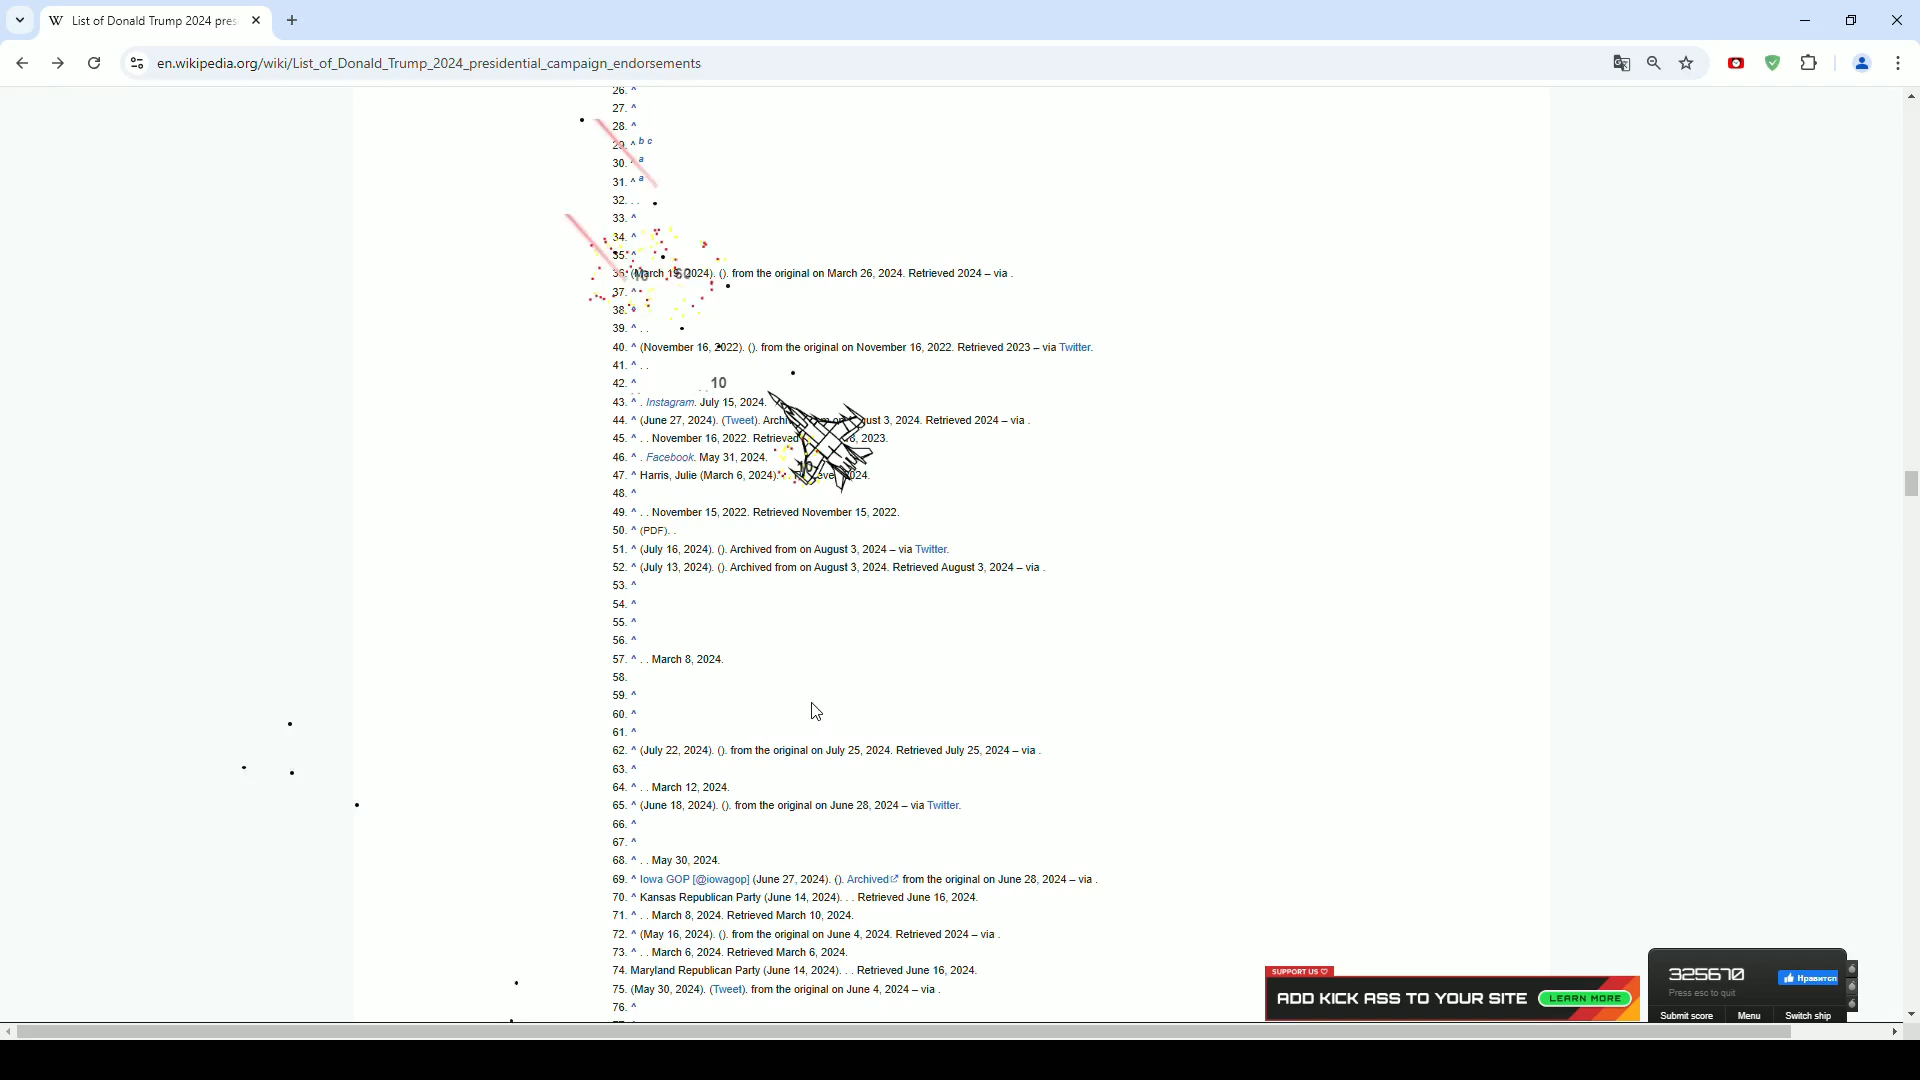 List of Donald Trump 2024 pres
en.wikipedia.org/wiki/List_of_Donald_Trump_2024_presidential_campaign_endorsements
26. ^
27. ^
28. ^
29. ^ b c
30. a
31. ^ a
32. . .
33. ^
34. ^
35. ^
36. (March 19, 2024). (). from the original on March 26, 2024. Retrieved 2024 – via .
10 60
37. ^
38. ^
39. ^ . .
40. ^ (November 16, 2022). (). from the original on November 16, 2022. Retrieved 2023 – via Twitter.
41. ^ . .
42. ^
10
43. ^ . Instagram. July 15, 2024.
44. ^ (June 27, 2024). (Tweet). August 3, 2024. Retrieved 2024 – via .
45. ^ . . November 16, 2022. Retrieved 8, 2023.
46. ^ . Facebook. May 31, 2024.
10
47. ^ Harris, Julie (March 6, 2024). 2024.
48. ^
49. ^ . . November 15, 2022. Retrieved November 15, 2022.
50. ^ (PDF). .
51. ^ (July 16, 2024). (). Archived from on August 3, 2024 – via Twitter.
52. ^ (July 13, 2024). (). Archived from on August 3, 2024. Retrieved August 3, 2024 – via .
53. ^
54. ^
55. ^
56. ^
57. ^ . . March 8, 2024.
58.
59. ^
60. ^
61. ^
62. ^ (July 22, 2024). (). from the original on July 25, 2024. Retrieved July 25, 2024 – via .
63. ^
64. ^ . . March 12, 2024.
65. ^ (June 18, 2024). (). from the original on June 28, 2024 – via Twitter.
66. ^
67. ^
68. ^ . . May 30, 2024.
69. ^ Iowa GOP [@iowagop] (June 27, 2024). (). Archived from the original on June 28, 2024 – via .
70. ^ Kansas Republican Party (June 14, 2024). . . Retrieved June 16, 2024.
71. ^ . . March 8, 2024. Retrieved March 10, 2024.
72. ^ (May 16, 2024). (). from the original on June 4, 2024. Retrieved 2024 – via .
73. ^ . . March 6, 2024. Retrieved March 6, 2024.
74. Maryland Republican Party (June 14, 2024). . . Retrieved June 16, 2024.
75. (May 30, 2024). (Tweet). from the original on June 4, 2024 – via .
76. ^
SUPPORT US
ADD KICK ASS TO YOUR SITE LEARN MORE
325670
Нравится
Press esc to quit
Submit score Menu Switch ship